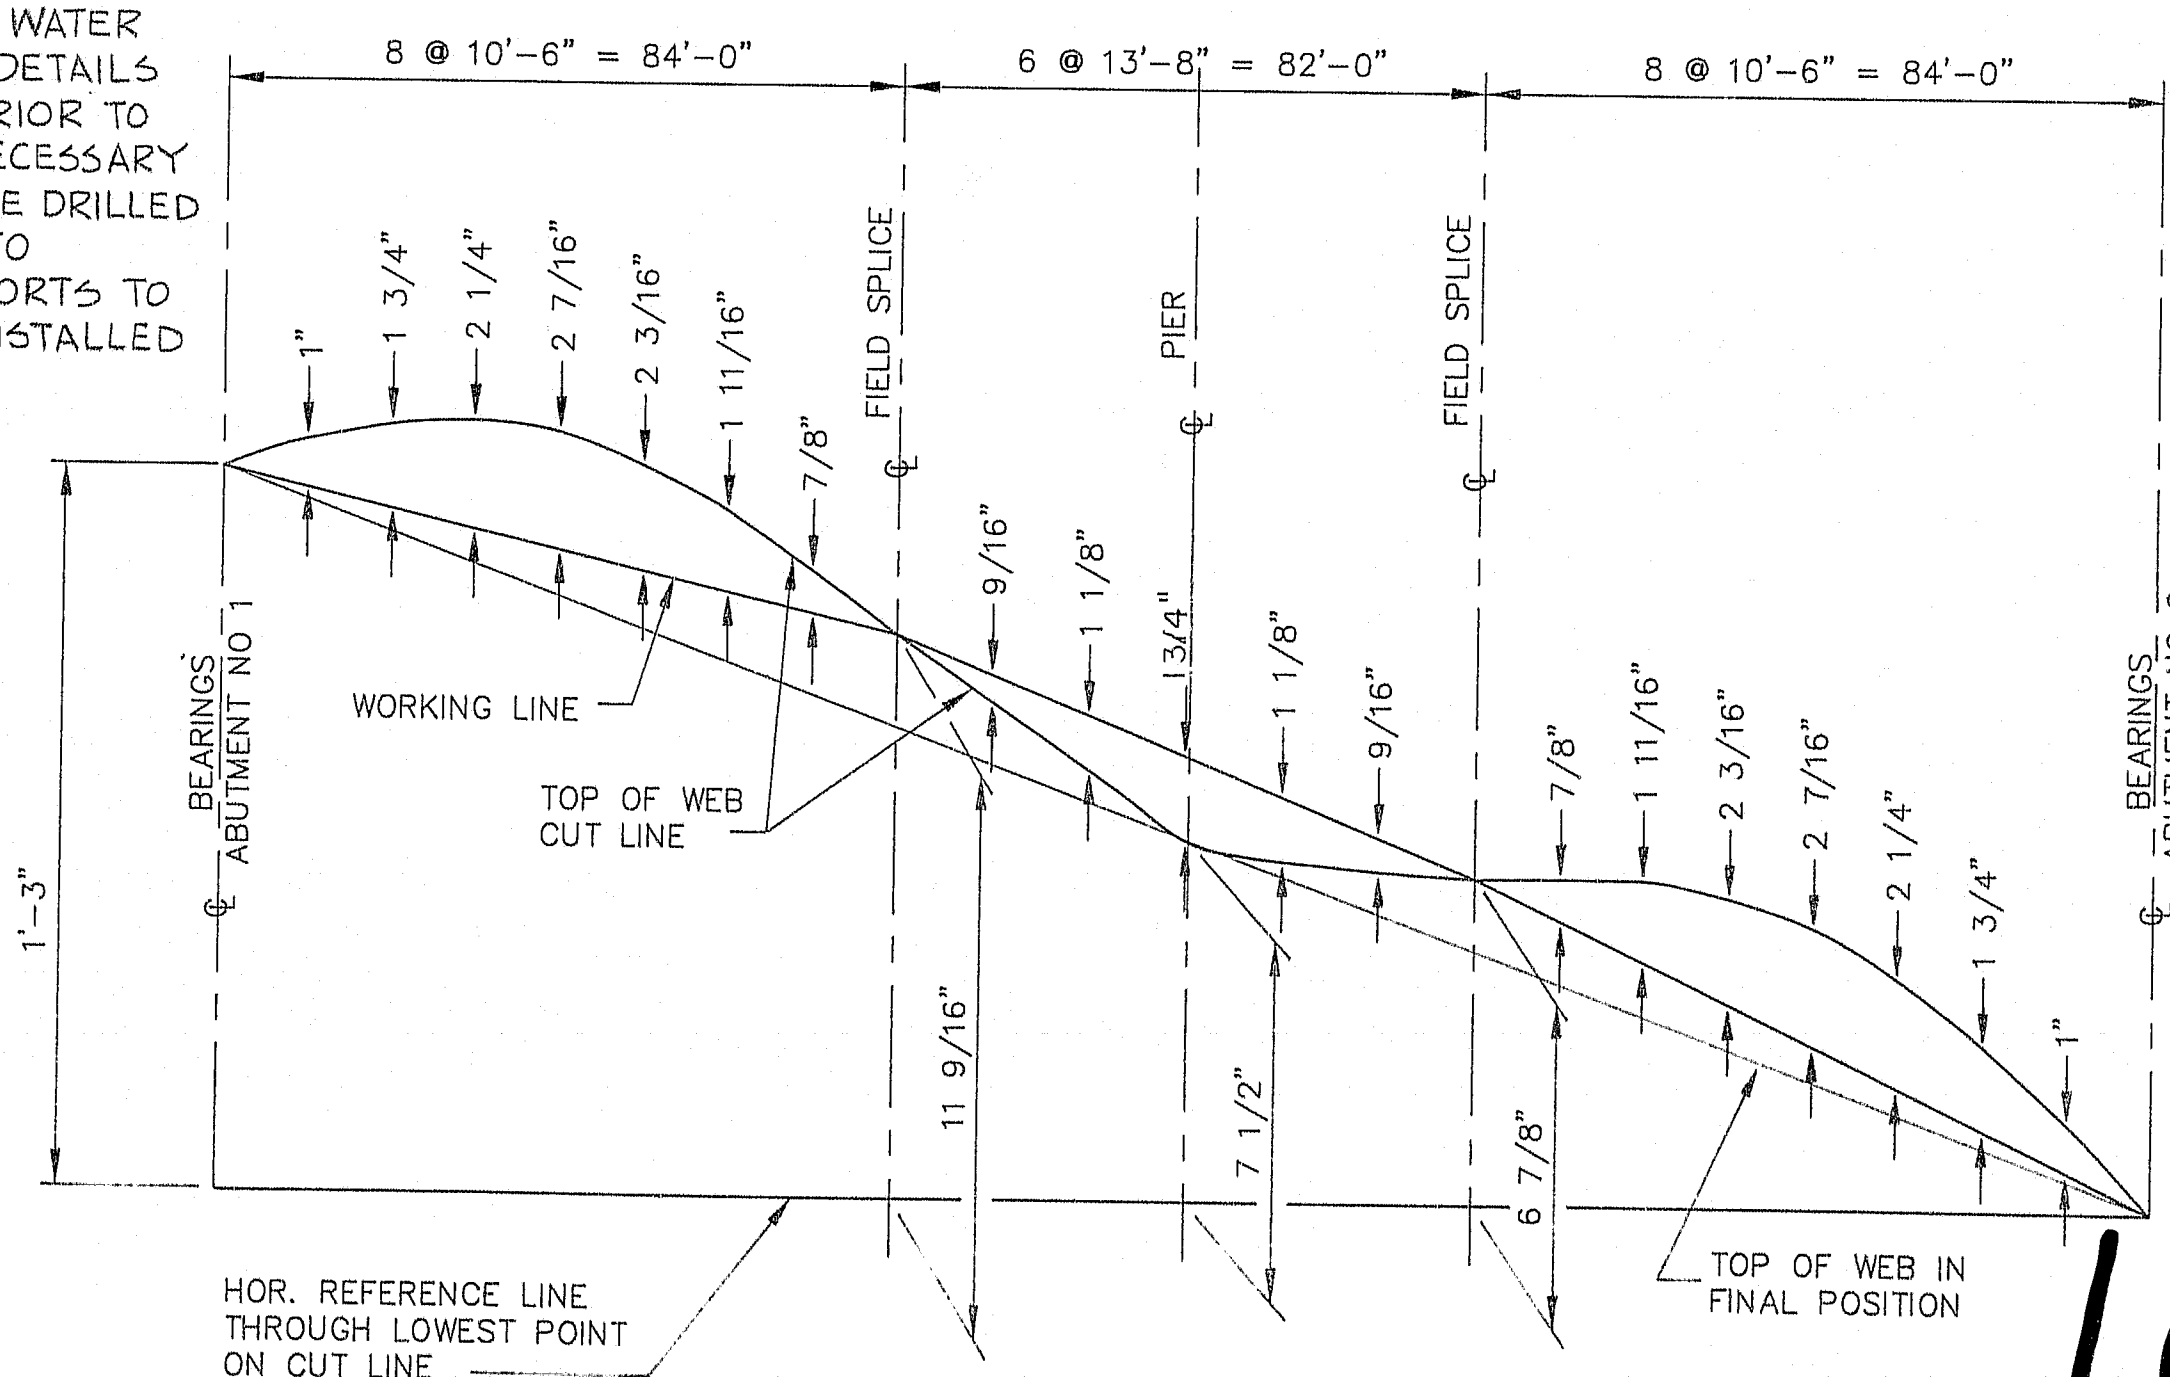 WATER
DETAILS
RIOR TO
ECESSARY
E DRILLED
TO
ORTS TO
NSTALLED
8 @ 10'-6" = 84'-0"
6 @ 13'-8" = 82'-0"
8 @ 10'-6" = 84'-0"
1"
1 3/4"
2 1/4"
2 7/16"
2 3/16"
1 11/16"
7/8"
℄ FIELD SPLICE
9/16"
1 1/8"
1 3/4"
℄ PIER
1 1/8"
9/16"
℄ FIELD SPLICE
7/8"
1 11/16"
2 3/16"
2 7/16"
2 1/4"
1 3/4"
1"
1'-3"
℄ BEARINGS
ABUTMENT NO 1
WORKING LINE
TOP OF WEB
CUT LINE
11 9/16"
7 1/2"
6 7/8"
℄ BEARINGS
TOP OF WEB IN
FINAL POSITION
HOR. REFERENCE LINE
THROUGH LOWEST POINT
ON CUT LINE